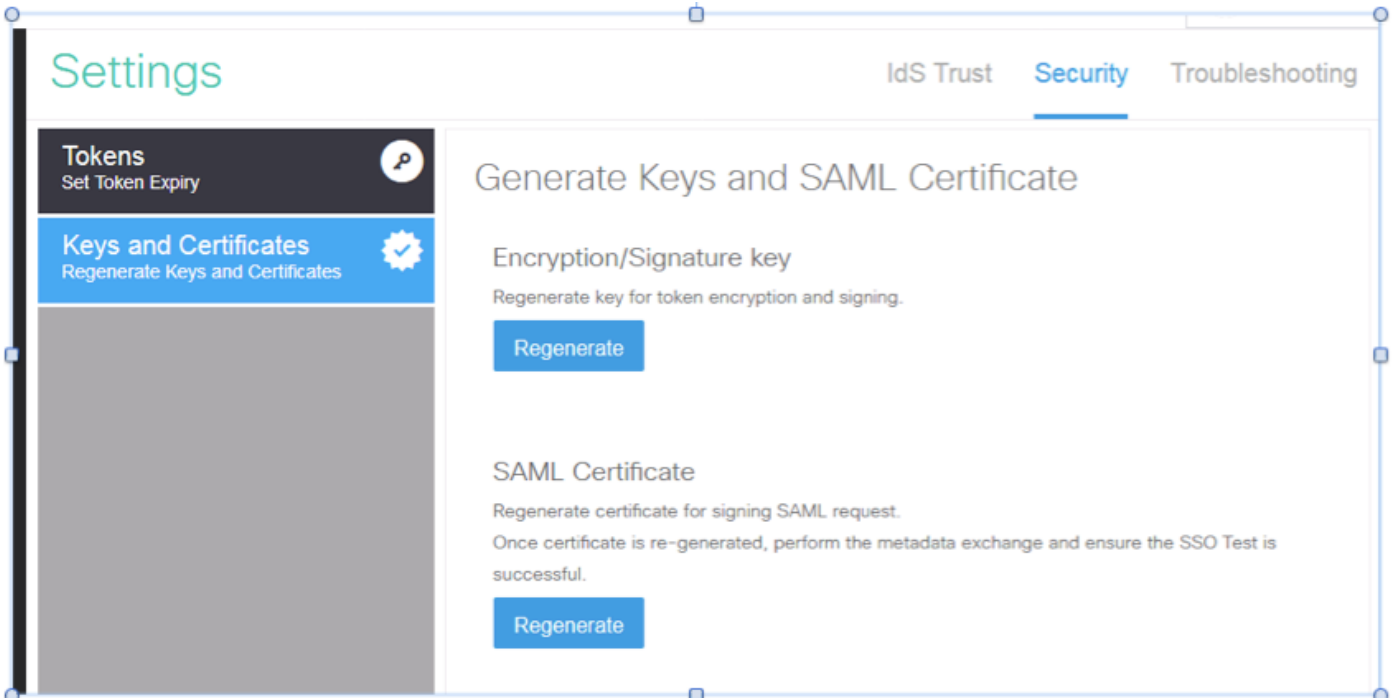 Settings
IdS Trust
Security
Troubleshooting
Tokens
Set Token Expiry
Keys and Certificates
Regenerate Keys and Certificates
Generate Keys and SAML Certificate
Encryption/Signature key
Regenerate key for token encryption and signing.
Regenerate
SAML Certificate
Regenerate certificate for signing SAML request.
Once certificate is re-generated, perform the metadata exchange and ensure the SSO Test is
successful.
Regenerate